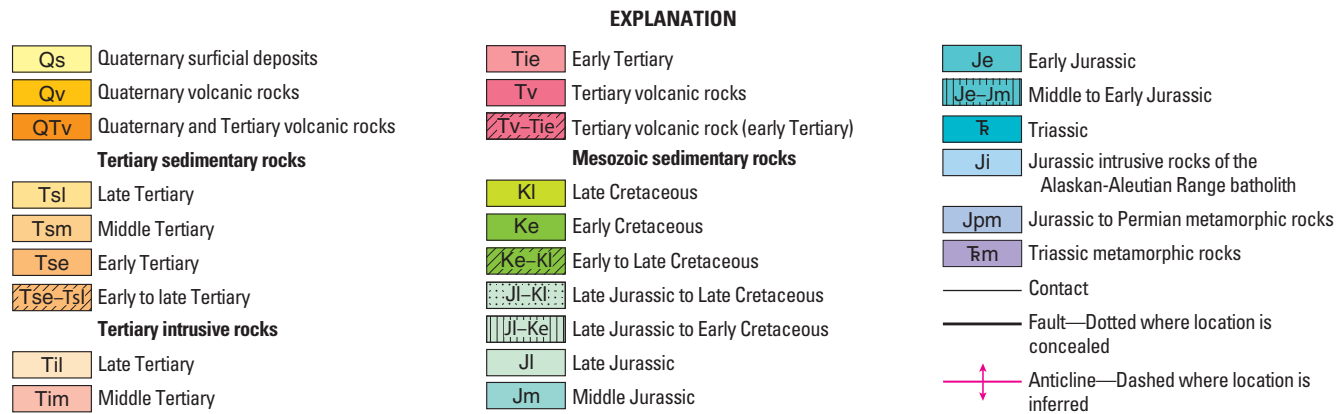 EXPLANATION
Qs Quaternary surficial deposits
Qv Quaternary volcanic rocks
QTv Quaternary and Tertiary volcanic rocks
Tertiary sedimentary rocks
Tsl Late Tertiary
Tsm Middle Tertiary
Tse Early Tertiary
Tse–Tsl Early to late Tertiary
Tertiary intrusive rocks
Til Late Tertiary
Tim Middle Tertiary
Tie Early Tertiary
Tv Tertiary volcanic rocks
Tv–Tie Tertiary volcanic rock (early Tertiary)
Mesozoic sedimentary rocks
Kl Late Cretaceous
Ke Early Cretaceous
Ke–Kl Early to Late Cretaceous
Jl–Kl Late Jurassic to Late Cretaceous
Jl–Ke Late Jurassic to Early Cretaceous
Jl Late Jurassic
Jm Middle Jurassic
Je Early Jurassic
Je–Jm Middle to Early Jurassic
T̶R Triassic
Ji Jurassic intrusive rocks of the
Alaskan-Aleutian Range batholith
Jpm Jurassic to Permian metamorphic rocks
T̶Rm Triassic metamorphic rocks
Contact
Fault—Dotted where location is
concealed
Anticline—Dashed where location is
inferred